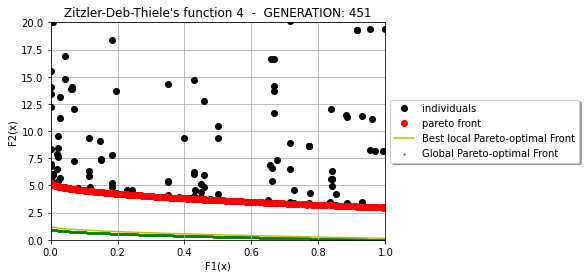 Zitzler-Deb-Thiele's function 4 - GENERATION: 451
F2(x)
20.0
17.5
15.0
12.5
10.0
7.5
5.0
2.5
0.0
0.0 0.2 0.4 0.6 0.8 1.0
F1(x)
individuals
pareto front
Best local Pareto-optimal Front
Global Pareto-optimal Front